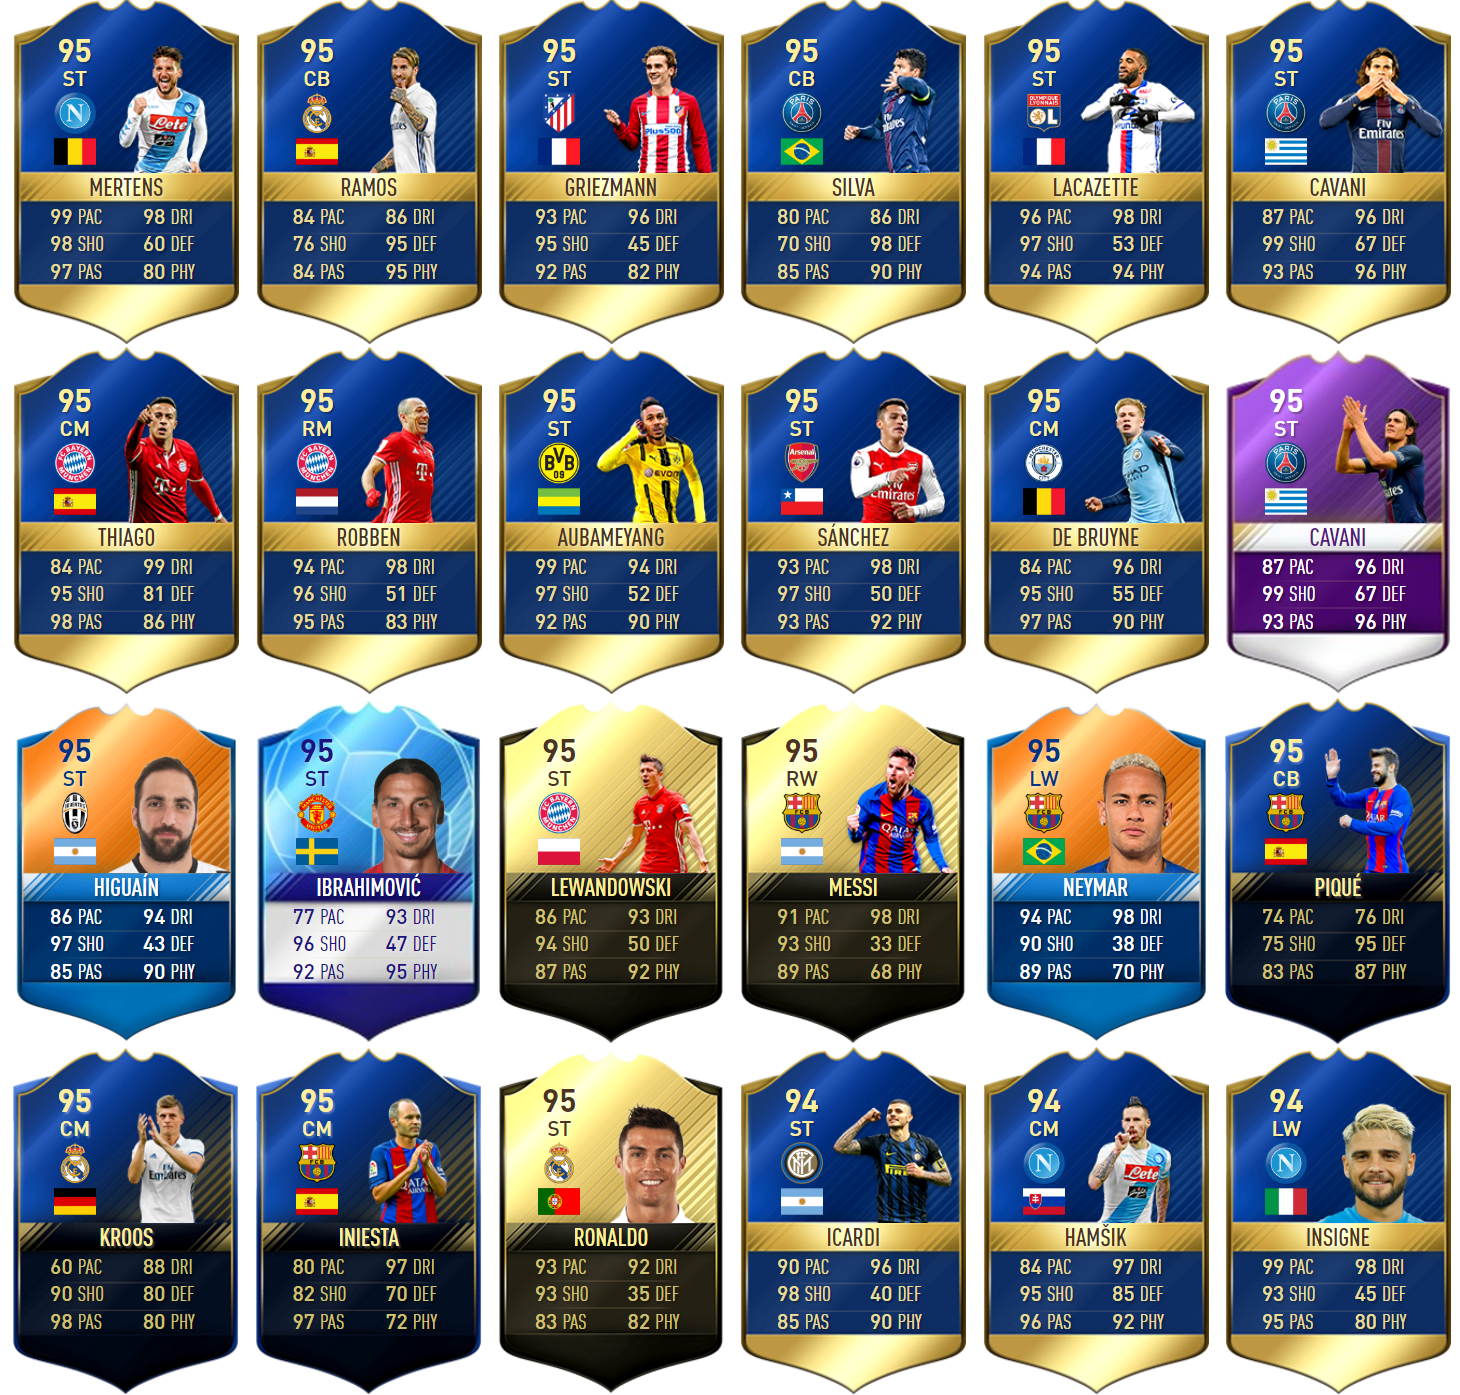 95 95 95 95 95 95
ST CB ST CB ST ST
MERTENS RAMOS GRIEZMANN SILVA LACAZETTE CAVANI
99 PAC 98 DRI 84 PAC 86 DRI 93 PAC 96 DRI 80 PAC 86 DRI 96 PAC 98 DRI 87 PAC 96 DRI
98 SHO 60 DEF 76 SHO 95 DEF 95 SHO 45 DEF 70 SHO 98 DEF 97 SHO 53 DEF 99 SHO 67 DEF
97 PAS 80 PHY 84 PAS 95 PHY 92 PAS 82 PHY 85 PAS 90 PHY 94 PAS 94 PHY 93 PAS 96 PHY
95 95 95 95 95 95
CM RM ST ST CM ST
THIAGO ROBBEN AUBAMEYANG SÁNCHEZ DE BRUYNE CAVANI
84 PAC 99 DRI 94 PAC 98 DRI 99 PAC 94 DRI 93 PAC 98 DRI 84 PAC 96 DRI 87 PAC 96 DRI
95 SHO 81 DEF 96 SHO 51 DEF 97 SHO 52 DEF 97 SHO 50 DEF 95 SHO 55 DEF 99 SHO 67 DEF
98 PAS 86 PHY 95 PAS 83 PHY 92 PAS 90 PHY 93 PAS 92 PHY 97 PAS 90 PHY 93 PAS 96 PHY
95 95 95 95 95 95
ST ST ST RW LW CB
HIGUAÍN IBRAHIMOVIĆ LEWANDOWSKI MESSI NEYMAR PIQUÉ
86 PAC 94 DRI 77 PAC 93 DRI 86 PAC 93 DRI 91 PAC 98 DRI 94 PAC 98 DRI 74 PAC 76 DRI
97 SHO 43 DEF 96 SHO 47 DEF 94 SHO 50 DEF 93 SHO 33 DEF 90 SHO 38 DEF 75 SHO 95 DEF
85 PAS 90 PHY 92 PAS 95 PHY 87 PAS 92 PHY 89 PAS 68 PHY 89 PAS 70 PHY 83 PAS 87 PHY
95 95 95 94 94 94
CM CM ST ST CM LW
KROOS INIESTA RONALDO ICARDI HAMŠIK INSIGNE
60 PAC 88 DRI 80 PAC 97 DRI 93 PAC 92 DRI 90 PAC 96 DRI 84 PAC 97 DRI 99 PAC 98 DRI
90 SHO 80 DEF 82 SHO 70 DEF 93 SHO 35 DEF 98 SHO 40 DEF 95 SHO 85 DEF 93 SHO 45 DEF
98 PAS 80 PHY 97 PAS 72 PHY 83 PAS 82 PHY 85 PAS 90 PHY 96 PAS 92 PHY 95 PAS 80 PHY